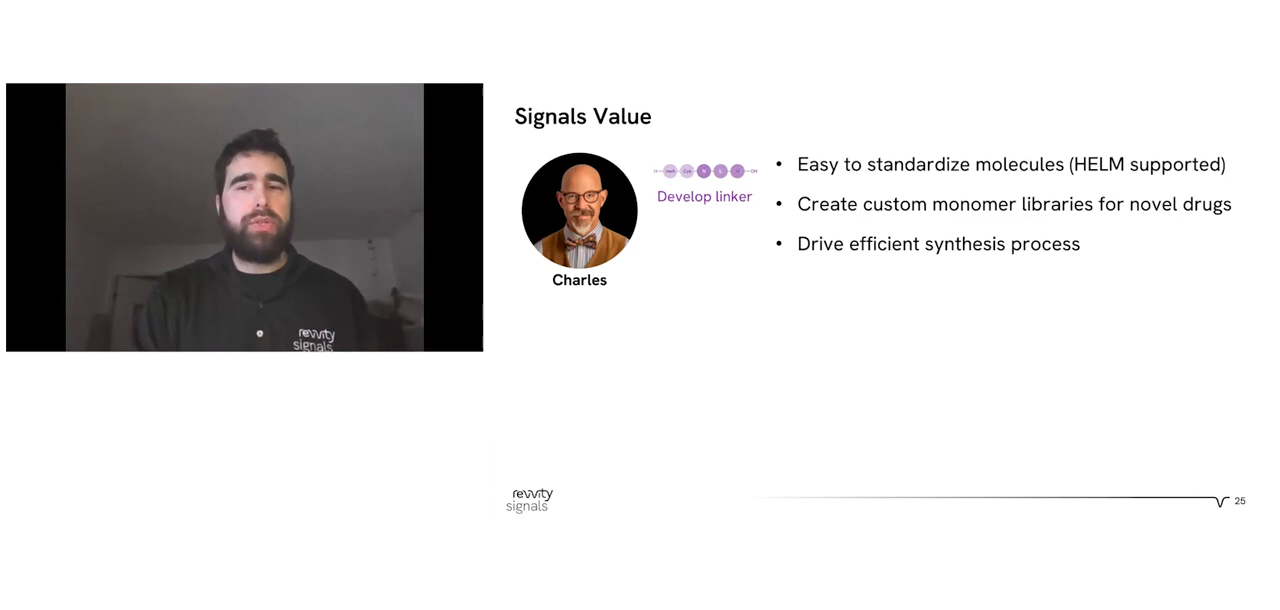 Signals Value
Develop linker
Charles
• Easy to standardize molecules (HELM supported)
• Create custom monomer libraries for novel drugs
• Drive efficient synthesis process
revvity
signals
revvity
signals
25